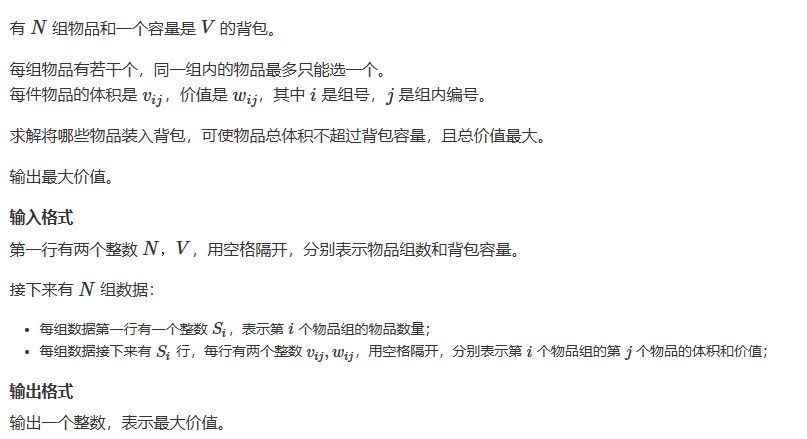 有 N 组物品和一个容量是 V 的背包。
每组物品有若干个，同一组内的物品最多只能选一个。
每件物品的体积是 vij，价值是 wij，其中 i 是组号，j 是组内编号。
求解将哪些物品装入背包，可使物品总体积不超过背包容量，且总价值最大。
输出最大价值。
输入格式
第一行有两个整数 N，V，用空格隔开，分别表示物品组数和背包容量。
接下来有 N 组数据：
• 每组数据第一行有一个整数 Si，表示第 i 个物品组的物品数量；
• 每组数据接下来有 Si 行，每行有两个整数 vij, wij，用空格隔开，分别表示第 i 个物品组的第 j 个物品的体积和价值；
输出格式
输出一个整数，表示最大价值。